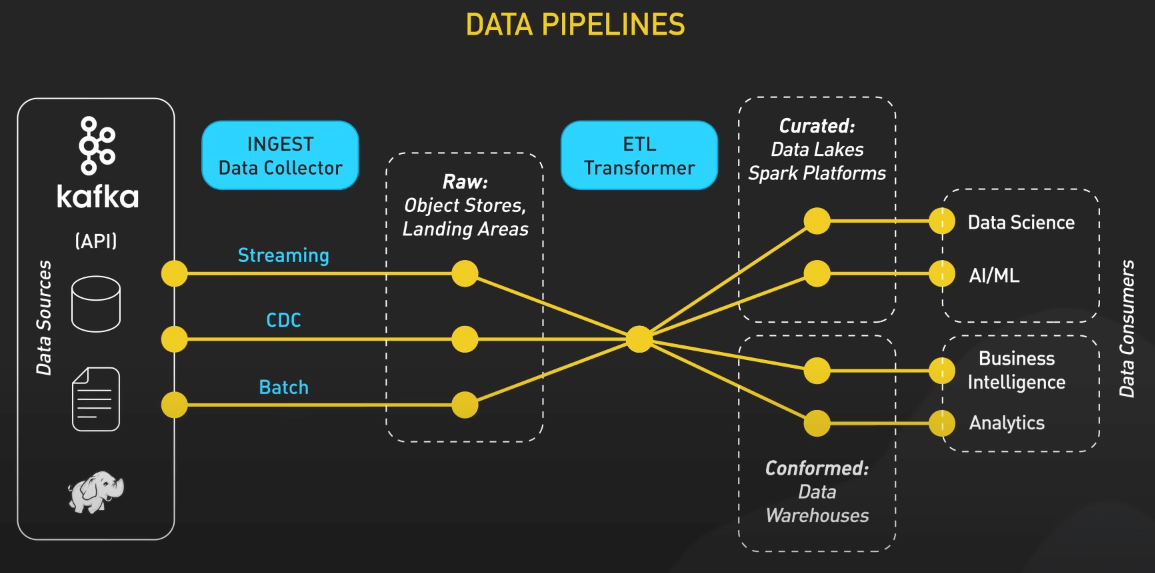 DATA PIPELINES
kafka
(API)
Data Sources
INGEST
Data Collector
Streaming
CDC
Batch
Raw:
Object Stores,
Landing Areas
ETL
Transformer
Curated:
Data Lakes
Spark Platforms
Conformed:
Data
Warehouses
Data Science
AI/ML
Business
Intelligence
Analytics
Data Consumers